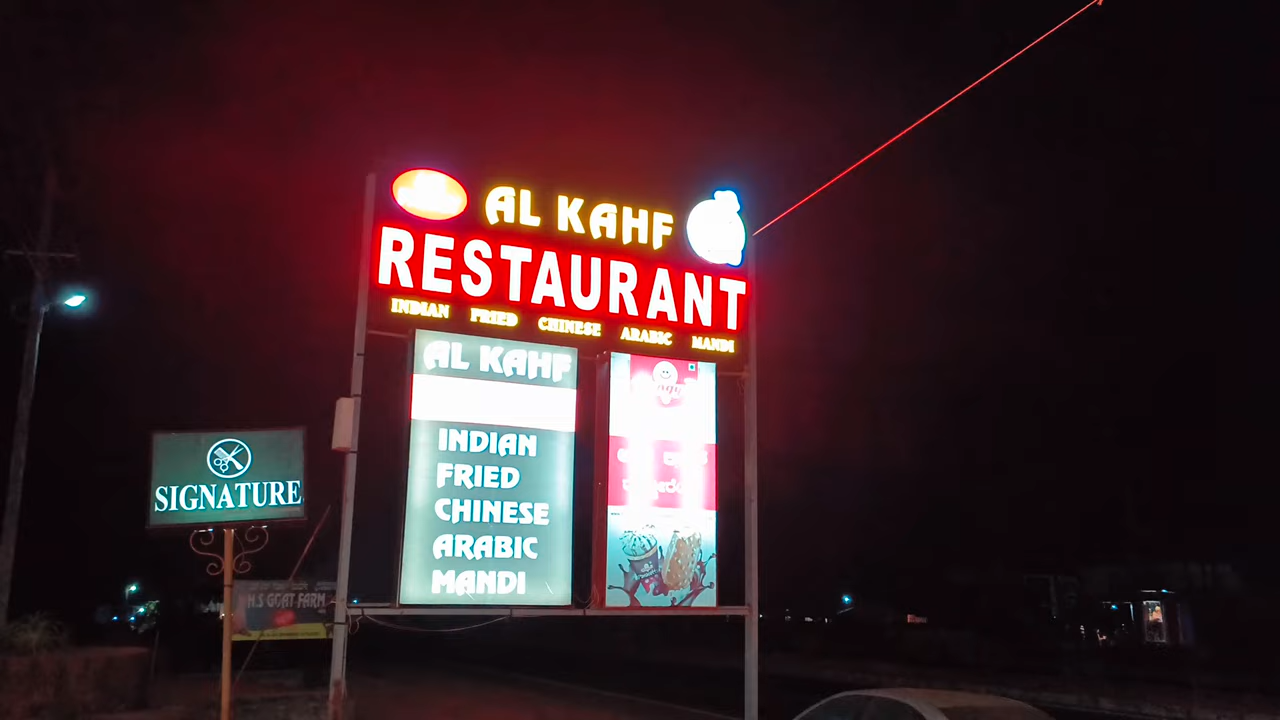 AL KAHF
RESTAURANT
INDIAN FRIED CHINESE ARABIC MANDI
AL KAHF
INDIAN
FRIED
CHINESE
ARABIC
MANDI
SIGNATURE
H.S GOAT FARM